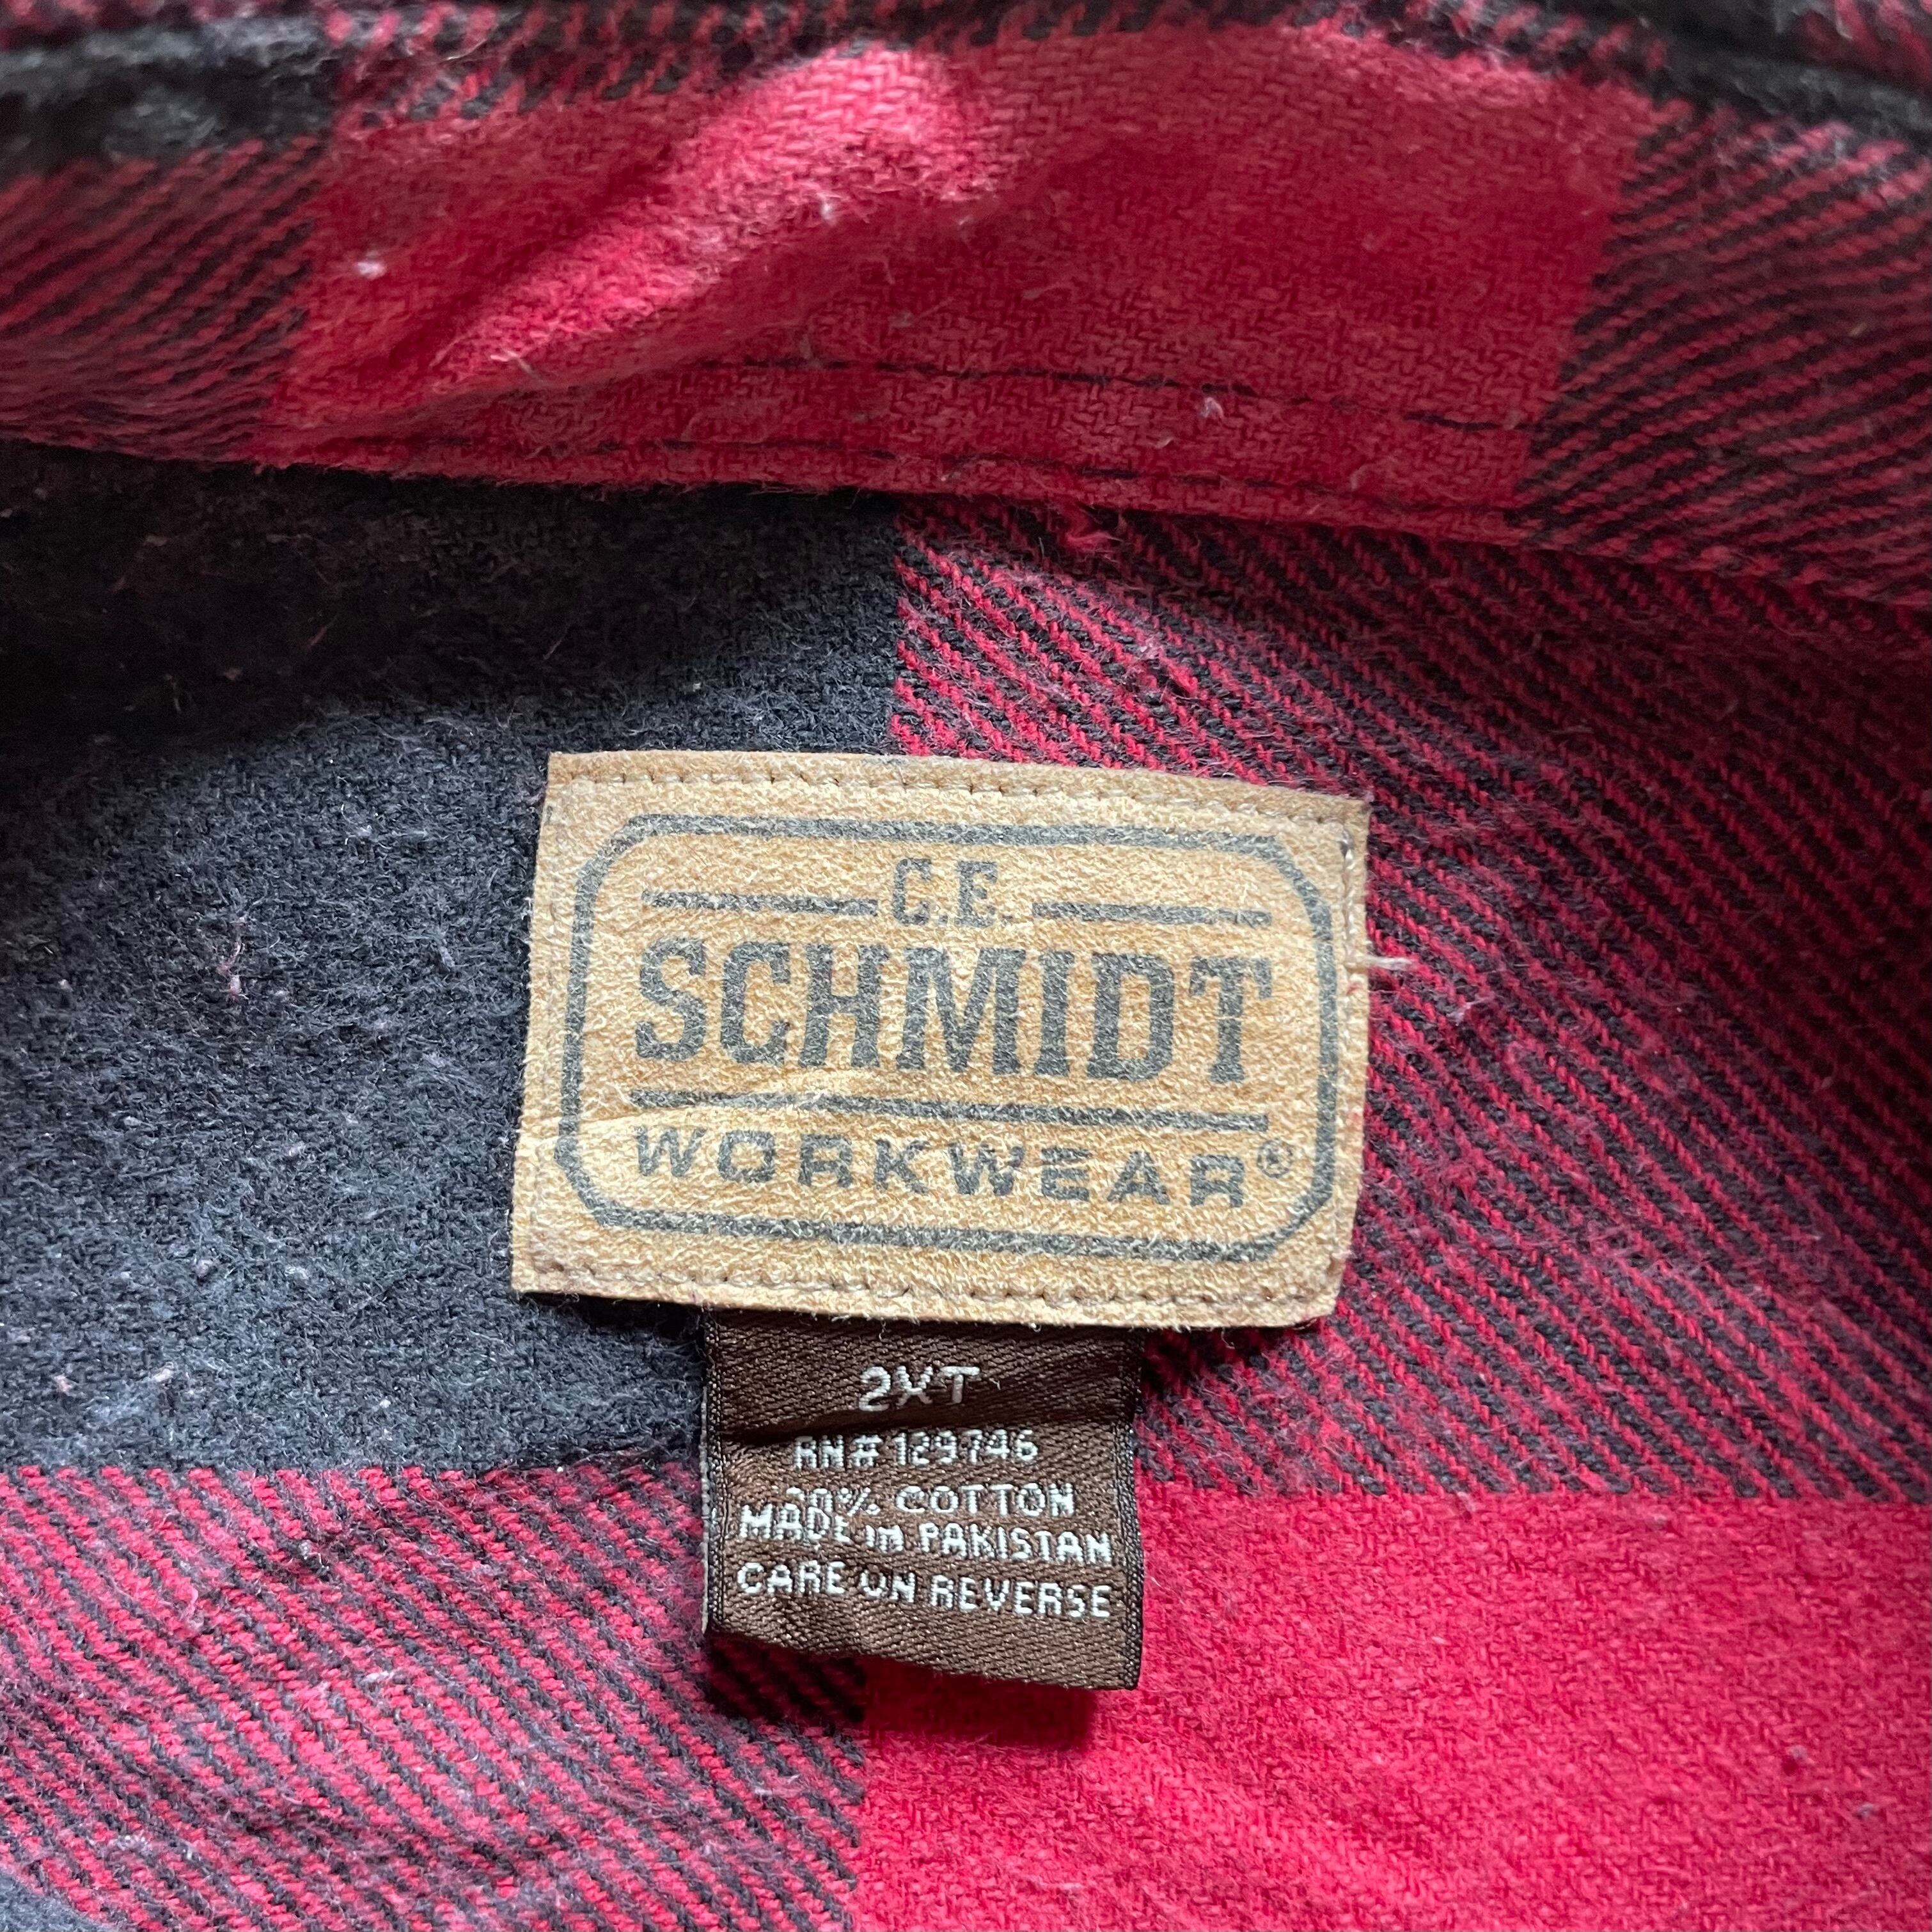 C.E.
SCHMIDT
WORKWEAR®
2XT
RN# 129746
COTTON
MADE in PAKISTAN
CARE ON REVERSE